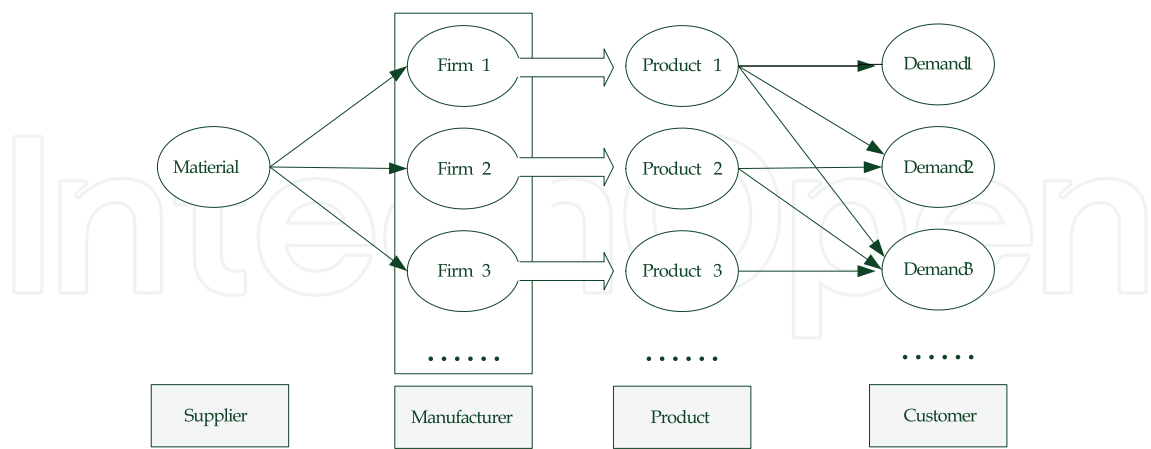 Firm 1
Product 1
Demand1
Matierial
Firm 2
Product 2
Demand2
Firm 3
Product 3
Demand3
......
......
......
Supplier
Manufacturer
Product
Customer
IntechOpen